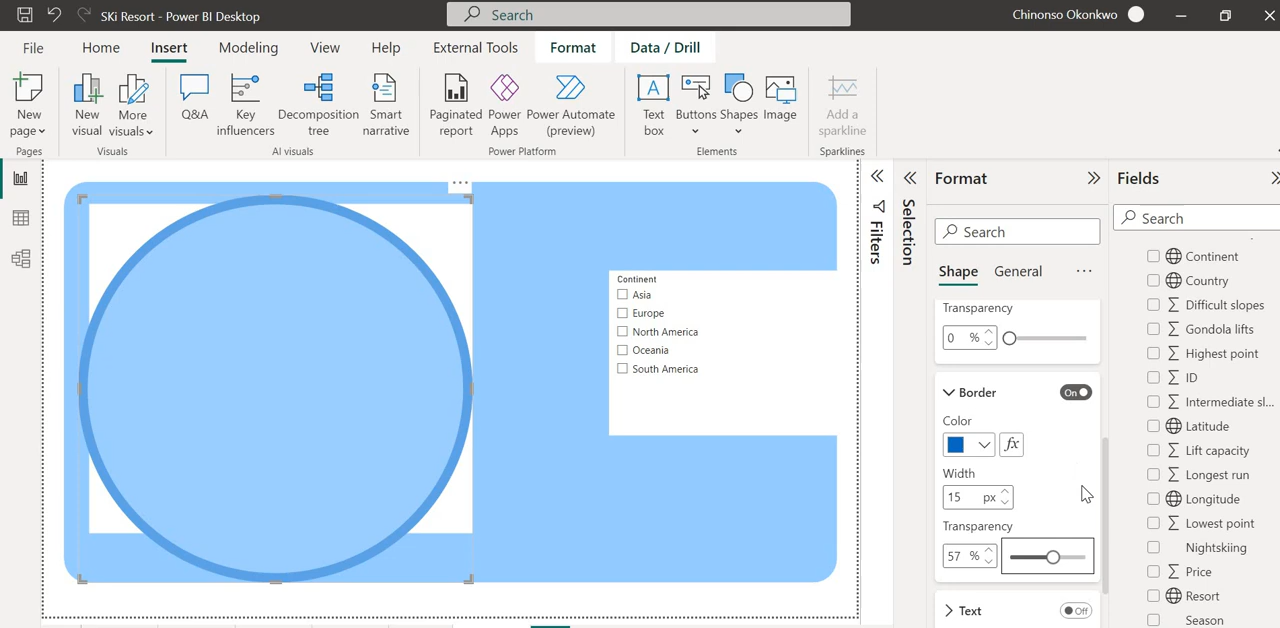 SKi Resort - Power BI Desktop
Search
Chinonso Okonkwo
File
Home
Insert
Modeling
View
Help
External Tools
Format
Data / Drill
New page
New visual
More visuals
Q&A
Key influencers
Decomposition tree
Smart narrative
Paginated report
Power Apps
Power Automate (preview)
Text box
Buttons
Shapes
Image
Add a sparkline
Pages
Visuals
AI visuals
Power Platform
Elements
Sparklines
...
Continent
Asia
Europe
North America
Oceania
South America
Filters
Selection
Format
Search
Shape
General
...
Transparency
0 %
Border
On
Color
fx
Width
15 px
Transparency
57 %
Text
Off
Fields
Search
Continent
Country
Difficult slopes
Gondola lifts
Highest point
ID
Intermediate sl...
Latitude
Lift capacity
Longest run
Longitude
Lowest point
Nightskiing
Price
Resort
Season